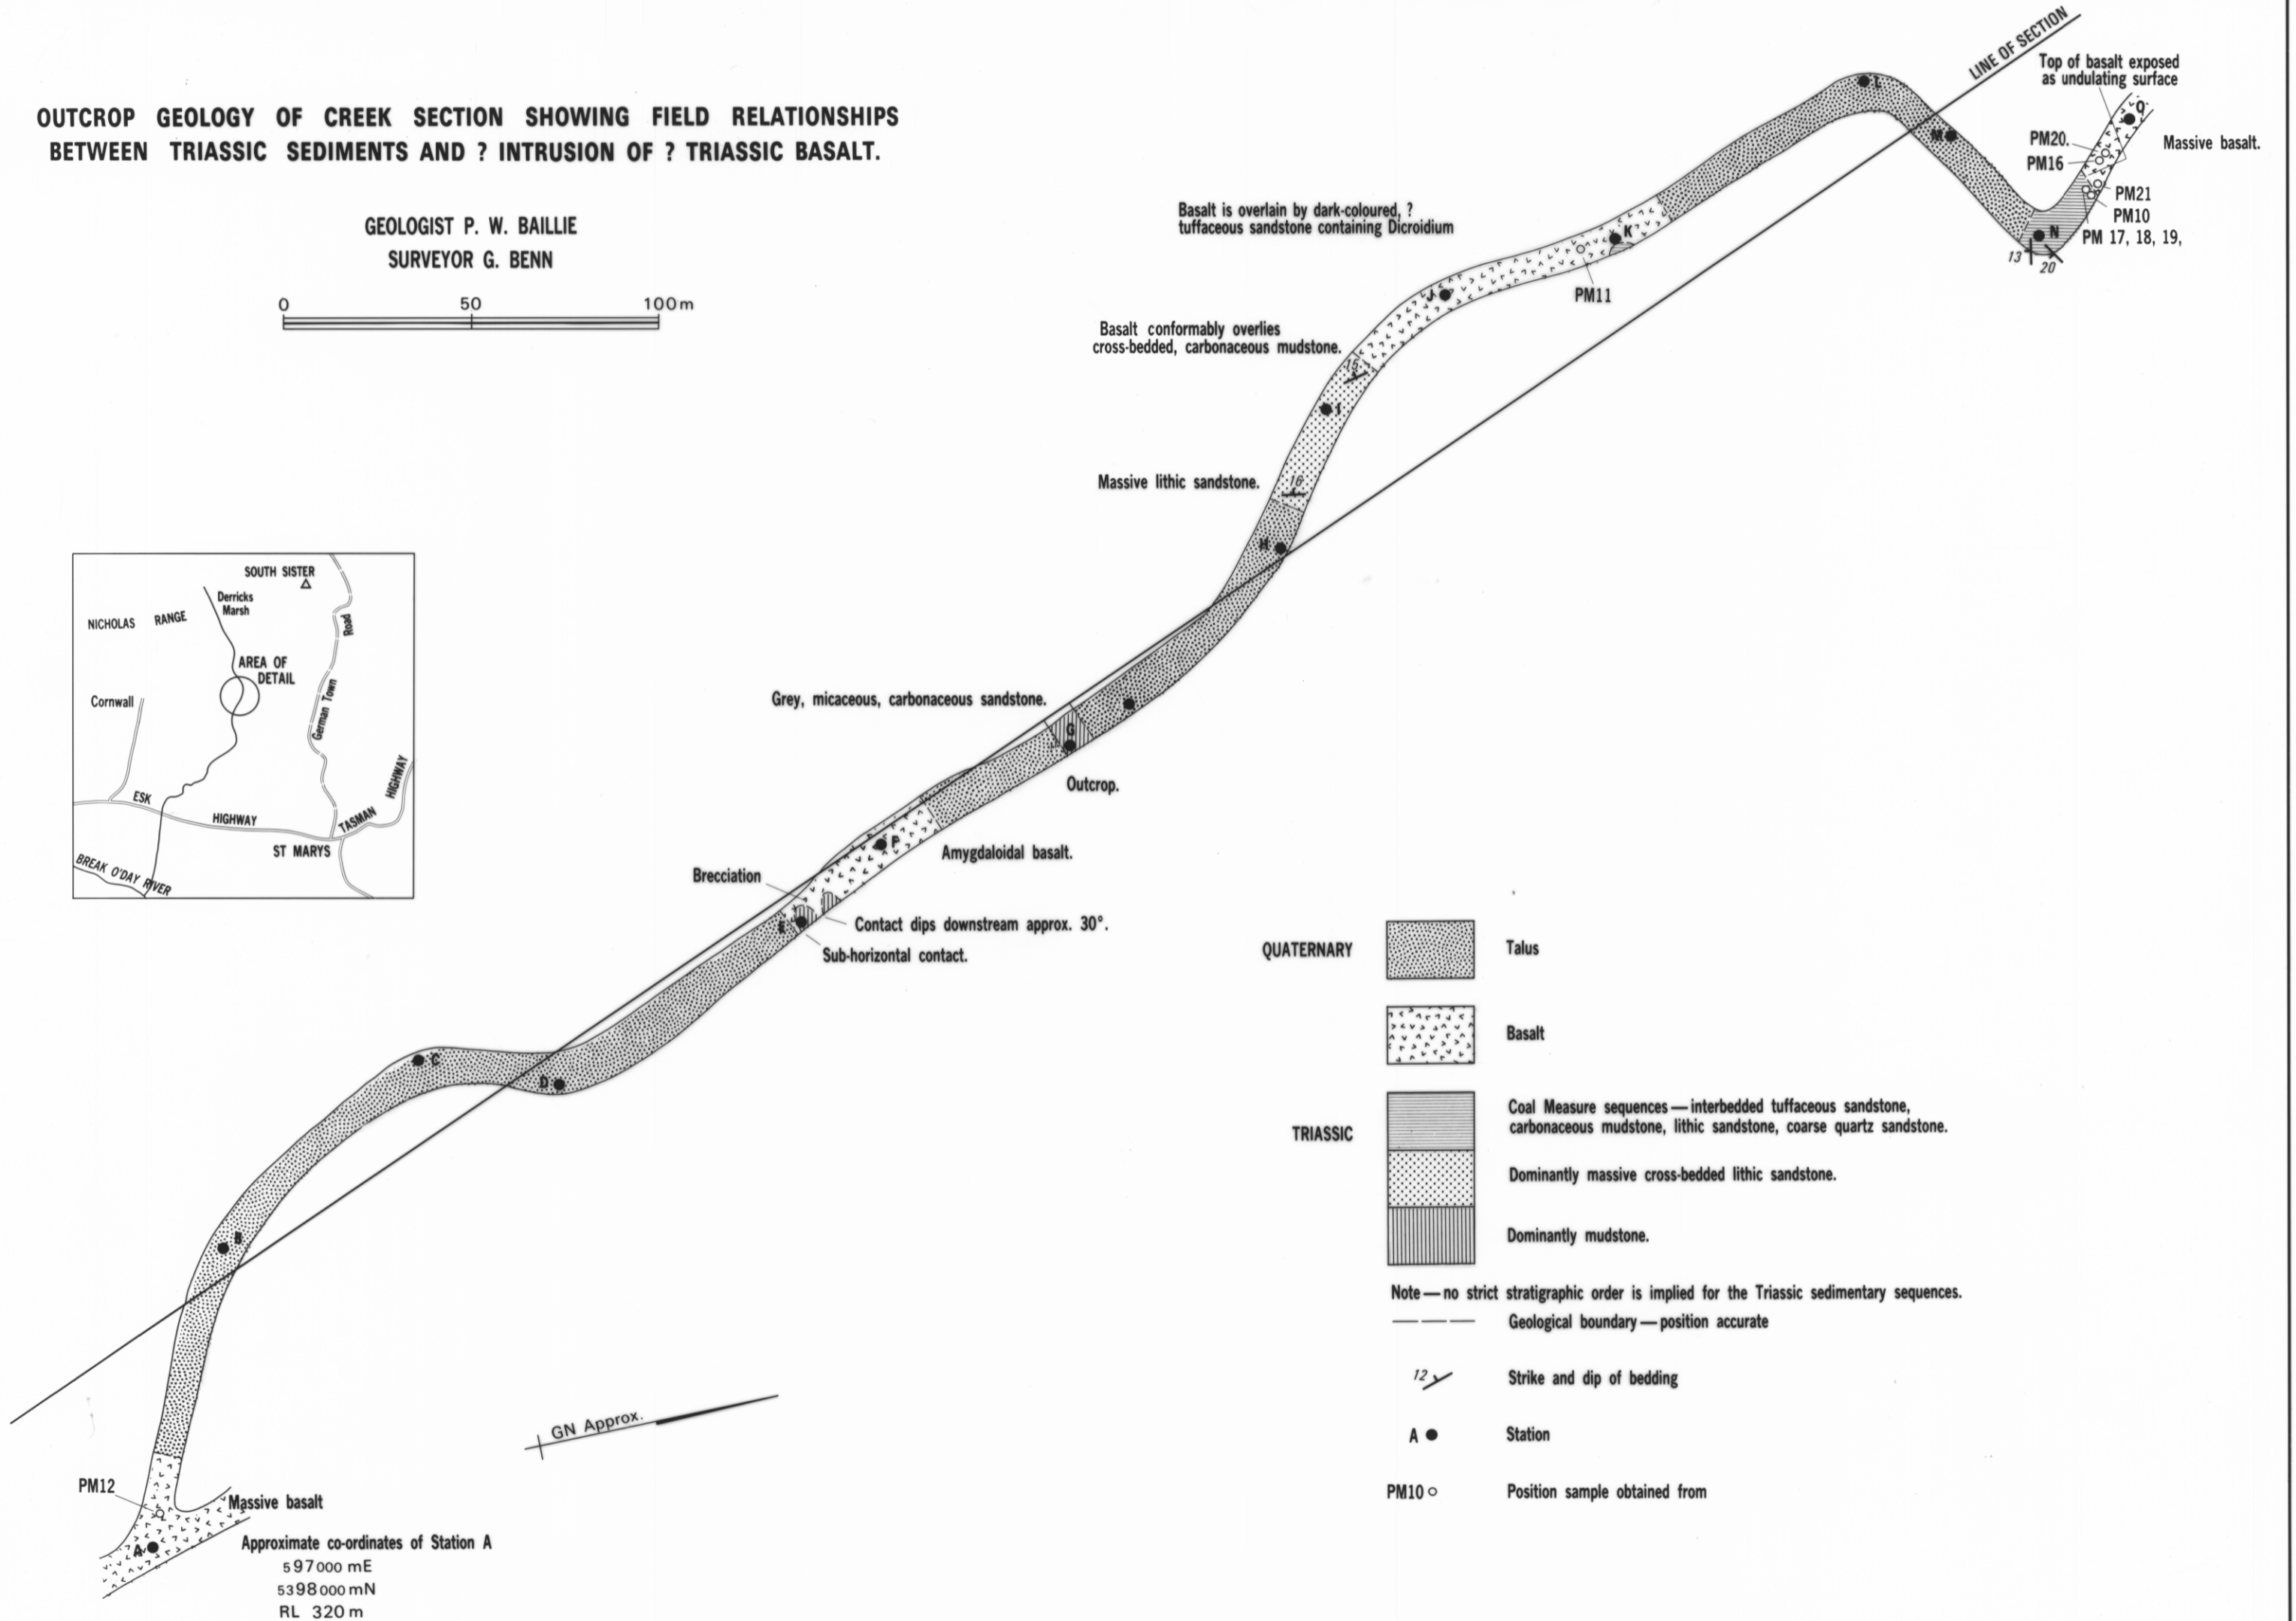 OUTCROP GEOLOGY OF CREEK SECTION SHOWING FIELD RELATIONSHIPS
BETWEEN TRIASSIC SEDIMENTS AND ? INTRUSION OF ? TRIASSIC BASALT.
GEOLOGIST P. W. BAILLIE
SURVEYOR G. BENN
0 50 100 m
LINE OF SECTION
Top of basalt exposed
as undulating surface
Q
Massive basalt.
PM20.
PM16
PM21
PM10
PM 17, 18, 19,
L
M
N
13
20
Basalt is overlain by dark-coloured, ?
tuffaceous sandstone containing Dicroidium
K
PM11
J
Basalt conformably overlies
cross-bedded, carbonaceous mudstone.
15
I
Massive lithic sandstone.
16
H
SOUTH SISTER
Derricks
Marsh
NICHOLAS RANGE
Road
AREA OF
DETAIL
Cornwall
German Town
HIGHWAY
ESK
HIGHWAY
TASMAN
ST MARYS
BREAK O'DAY RIVER
Grey, micaceous, carbonaceous sandstone.
G
Outcrop.
P
Amygdaloidal basalt.
Brecciation
E
Contact dips downstream approx. 30°.
Sub-horizontal contact.
C
D
B
GN Approx.
PM12
Massive basalt
A
Approximate co-ordinates of Station A
597000 mE
5398000 mN
RL 320 m
QUATERNARY
Talus
Basalt
TRIASSIC
Coal Measure sequences — interbedded tuffaceous sandstone,
carbonaceous mudstone, lithic sandstone, coarse quartz sandstone.
Dominantly massive cross-bedded lithic sandstone.
Dominantly mudstone.
Note — no strict stratigraphic order is implied for the Triassic sedimentary sequences.
Geological boundary — position accurate
12
Strike and dip of bedding
A
Station
PM10
Position sample obtained from